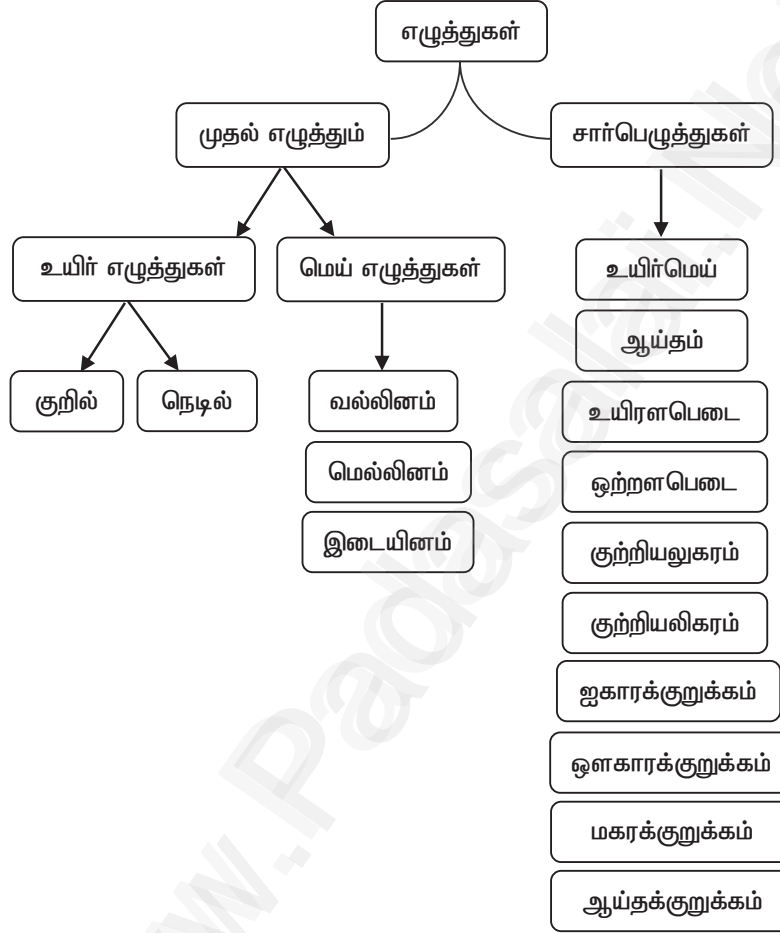 எழுத்துகள்
முதல் எழுத்தும்
சார்பெழுத்துகள்
உயிர் எழுத்துகள்
மெய் எழுத்துகள்
உயிர்மெய்
ஆய்தம்
குறில்
நெடில்
வல்லினம்
உயிரளபெடை
மெல்லினம்
ஒற்றளபெடை
இடையினம்
குற்றியலுகரம்
குற்றியலிகரம்
ஐகாரக்குறுக்கம்
ஔகாரக்குறுக்கம்
மகரக்குறுக்கம்
ஆய்தக்குறுக்கம்